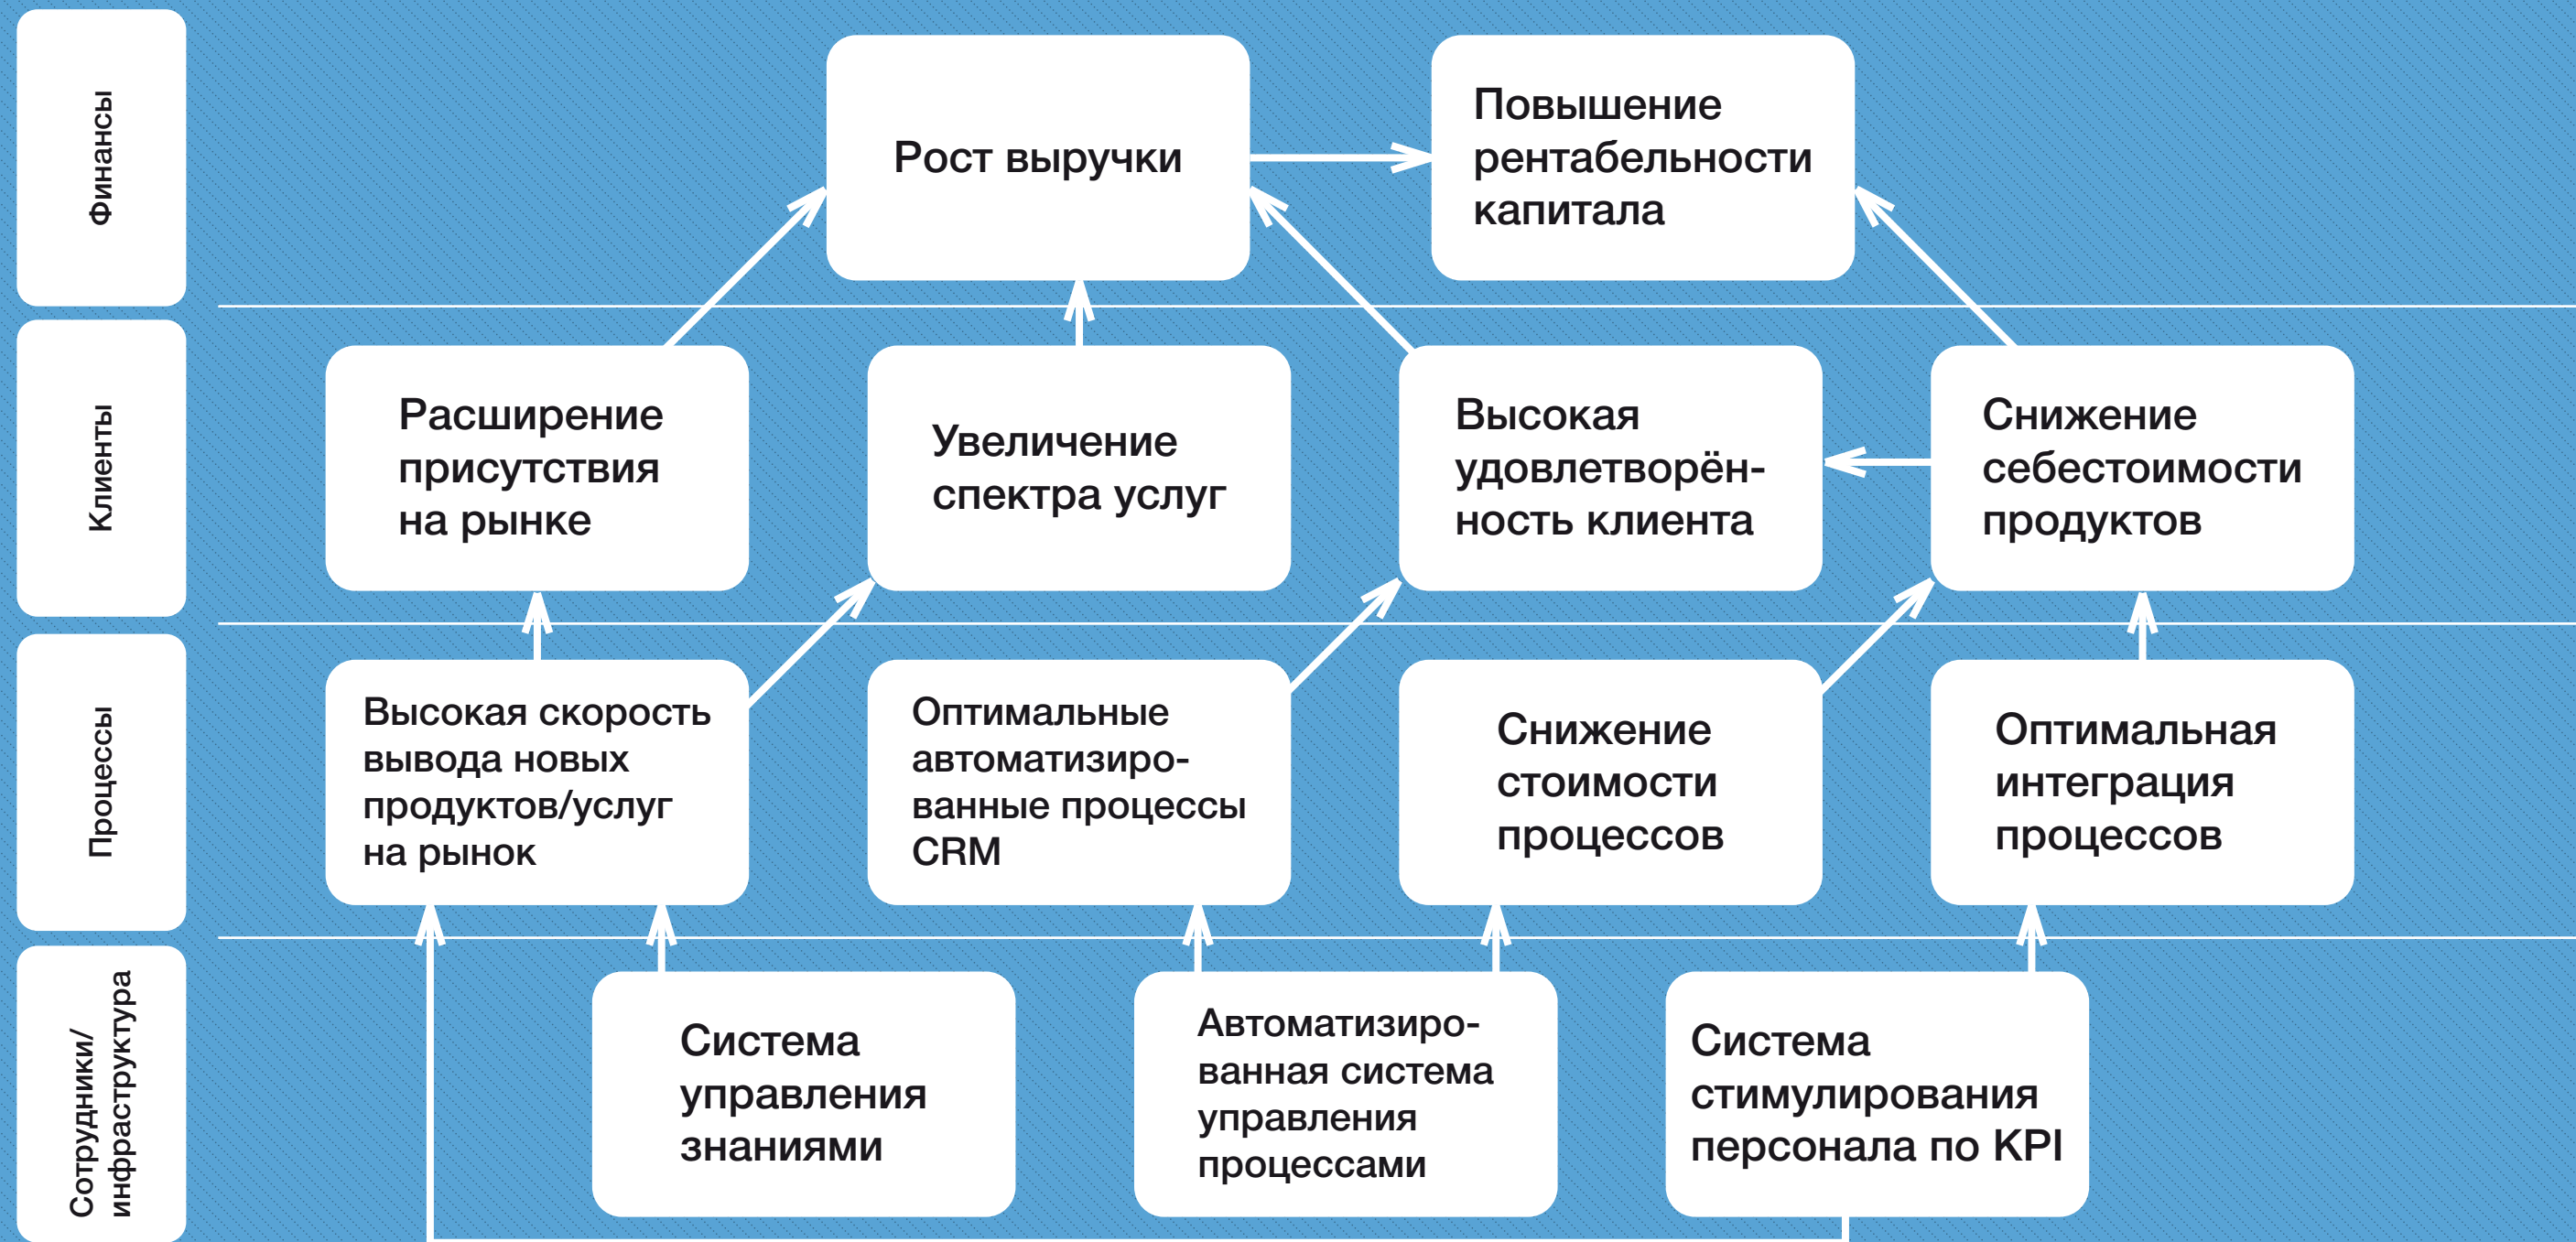 Финансы
Рост выручки
Повышение
рентабельности
капитала
Клиенты
Расширение
присутствия
на рынке
Увеличение
спектра услуг
Высокая
удовлетворён-
ность клиента
Снижение
себестоимости
продуктов
Процессы
Высокая скорость
вывода новых
продуктов/услуг
на рынок
Оптимальные
автоматизиро-
ванные процессы
CRM
Снижение
стоимости
процессов
Оптимальная
интеграция
процессов
Сотрудники/
инфраструктура
Система
управления
знаниями
Автоматизиро-
ванная система
управления
процессами
Система
стимулирования
персонала по KPI